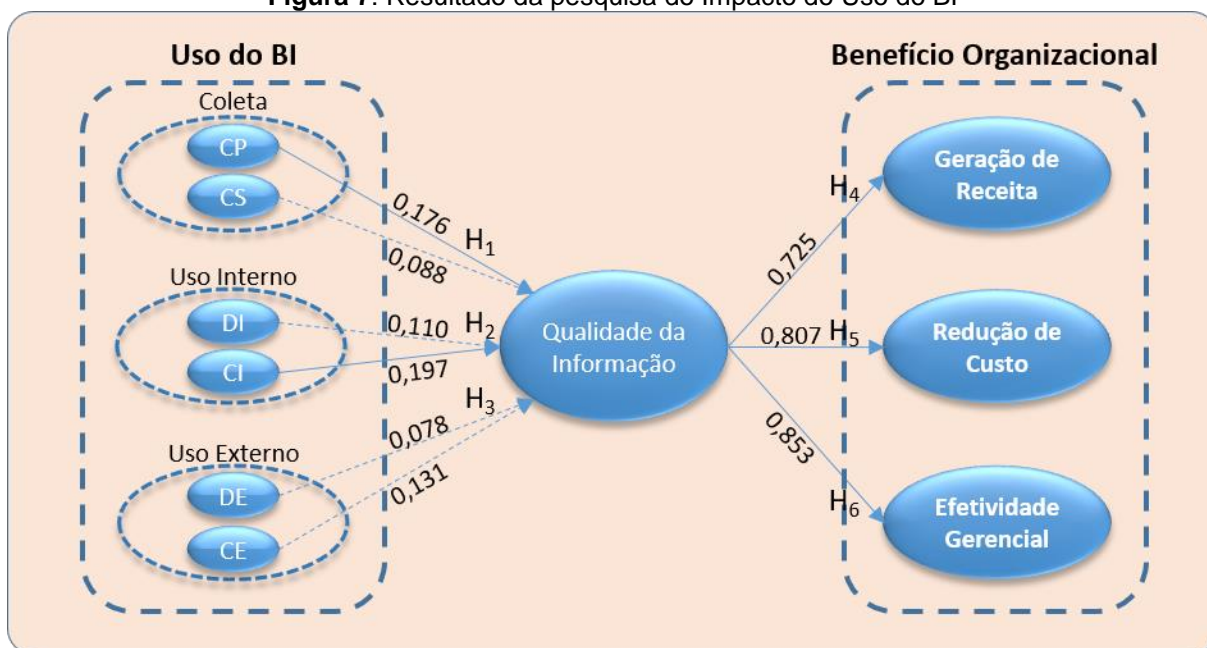 Figura 7. Resultado da pesquisa do Impacto do Uso do BI
Uso do BI
Coleta
CP
CS
Uso Interno
DI
CI
Uso Externo
DE
CE
0,176
H1
0,088
0,110
H2
0,197
H3
0,078
0,131
Qualidade da
Informação
H4
0,725
0,807
H5
0,853
H6
Benefício Organizacional
Geração de
Receita
Redução de
Custo
Efetividade
Gerencial